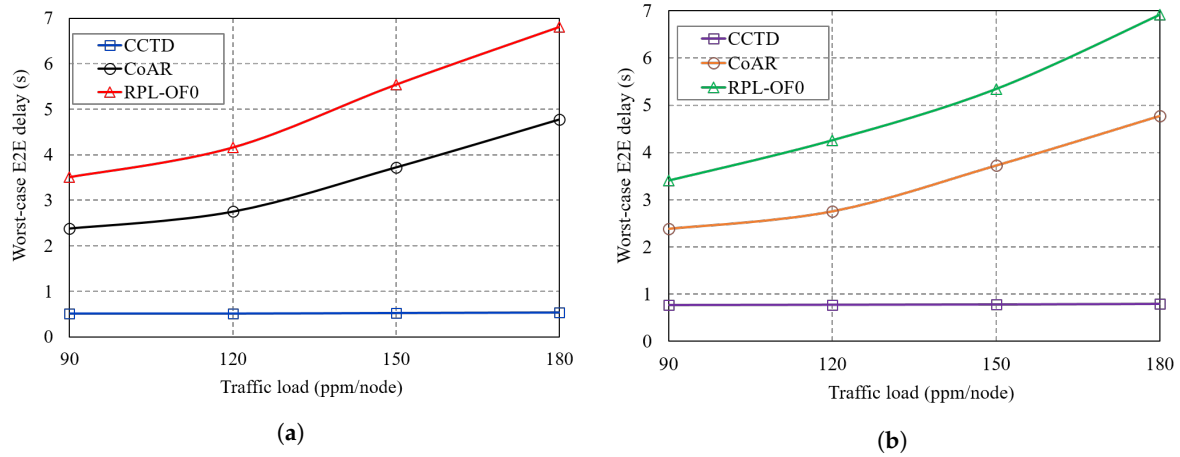 7
6
5
4
3
2
1
0
Worst-case E2E delay (s)
CCTD
CoAR
RPL-OF0
90 120 150 180
Traffic load (ppm/node)
(a)
7
6
5
4
3
2
1
0
Worst-case E2E delay (s)
CCTD
CoAR
RPL-OF0
90 120 150 180
Traffic load (ppm/node)
(b)